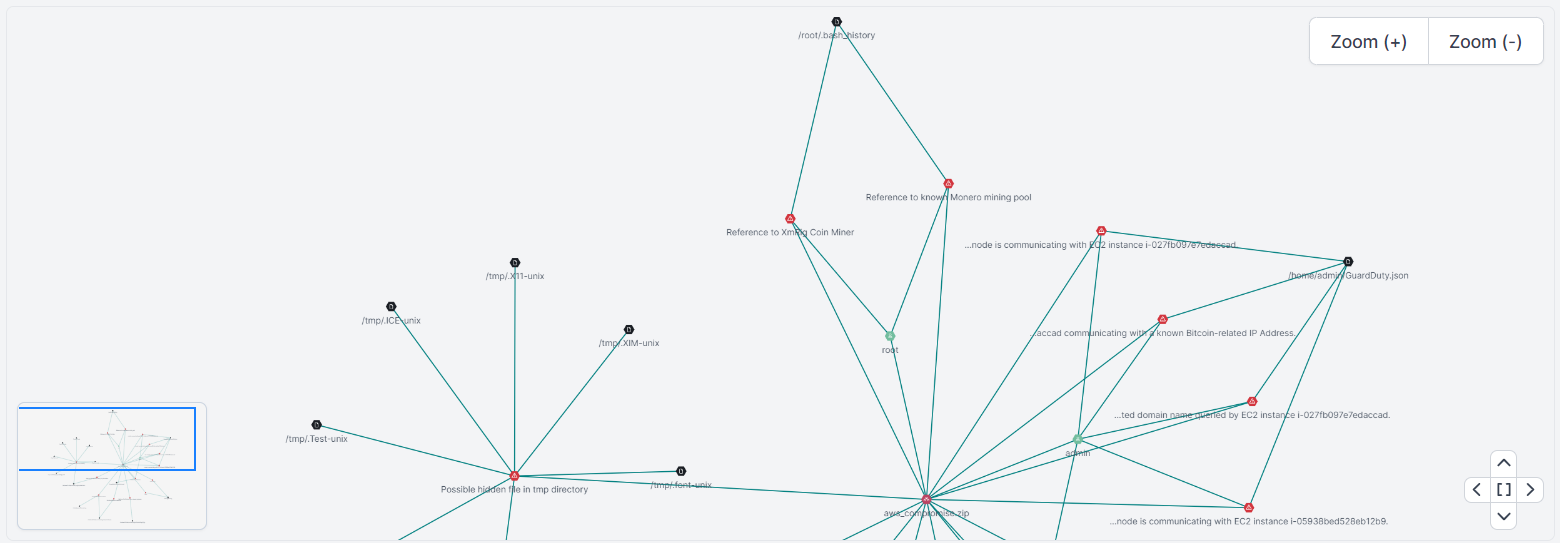 /root/.bash_history
Zoom (+)
Zoom (-)
Reference to known Monero mining pool
Reference to XmRig Coin Miner
...node is communicating with EC2 instance i-027fb097e7edaccad.
/tmp/.X11-unix
/home/admin/GuardDuty.json
/tmp/.ICE-unix
...accad communicating with a known Bitcoin-related IP Address.
/tmp/.XIM-unix
root
...ted domain name queried by EC2 instance i-027fb097e7edaccad.
/tmp/.Test-unix
admin
/tmp/.font-unix
Possible hidden file in tmp directory
aws_compromise.zip
...node is communicating with EC2 instance i-05938bed528eb12b9.